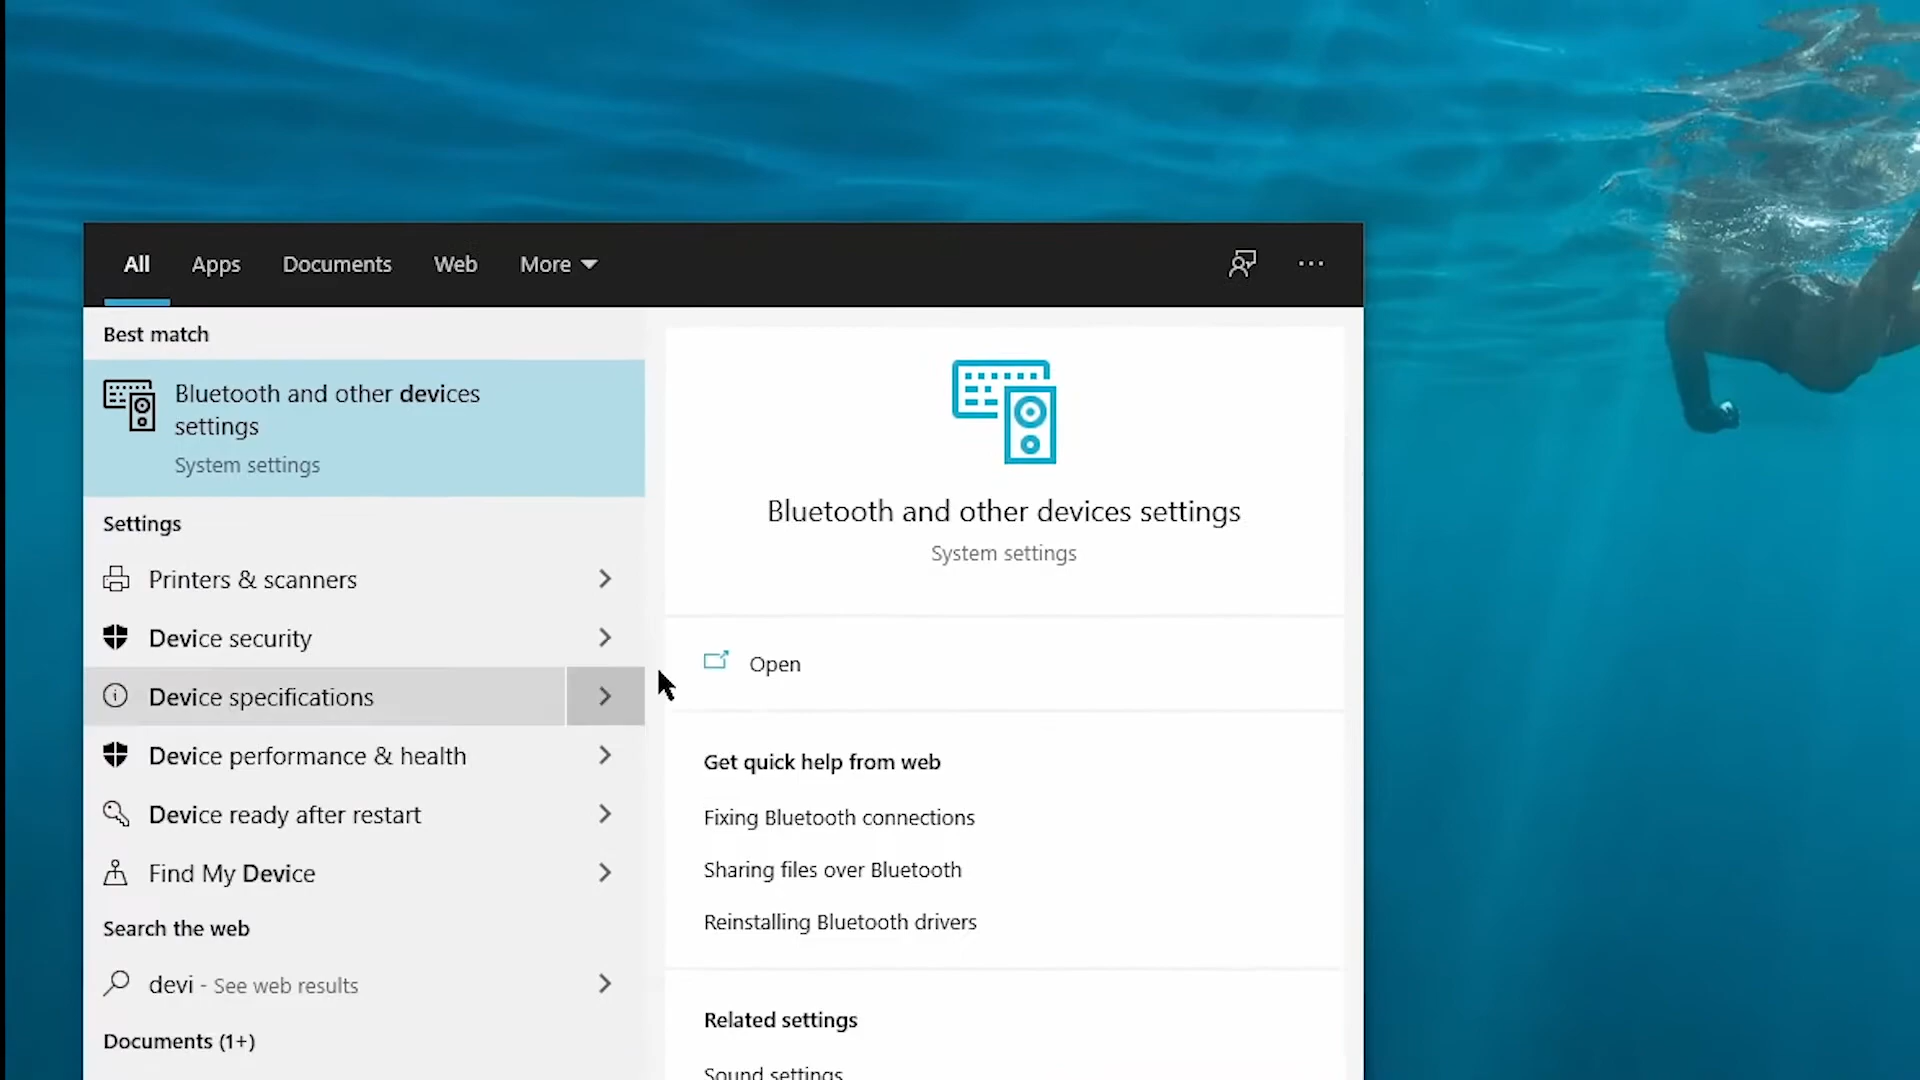 All Apps Documents Web More
Best match
Bluetooth and other devices
settings
System settings
Settings
Printers & scanners
Device security
Device specifications
Device performance & health
Device ready after restart
Find My Device
Search the web
devi - See web results
Documents (1+)
Bluetooth and other devices settings
System settings
Open
Get quick help from web
Fixing Bluetooth connections
Sharing files over Bluetooth
Reinstalling Bluetooth drivers
Related settings
Sound settings